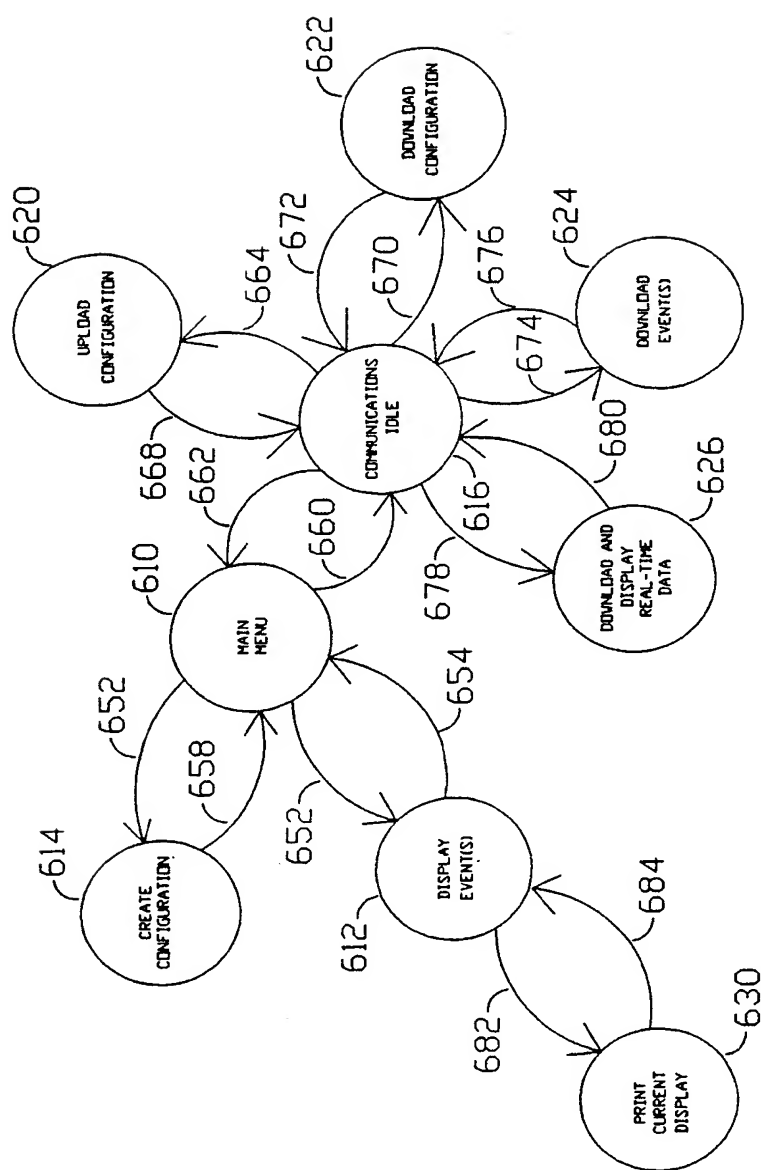 620
UPLOAD
CONFIGURATION
668
664
622
DOWNLOAD
CONFIGURATION
672
670
662
660
COMMUNICATIONS
IDLE
616
676
674
624
DOWNLOAD
EVENT(S)
678
680
626
DOWNLOAD AND
DISPLAY
REAL-TIME
DATA
610
MAIN
MENU
652
658
614
CREATE
CONFIGURATION
652
654
612
DISPLAY
EVENT(S)
682
684
630
PRINT
CURRENT
DISPLAY